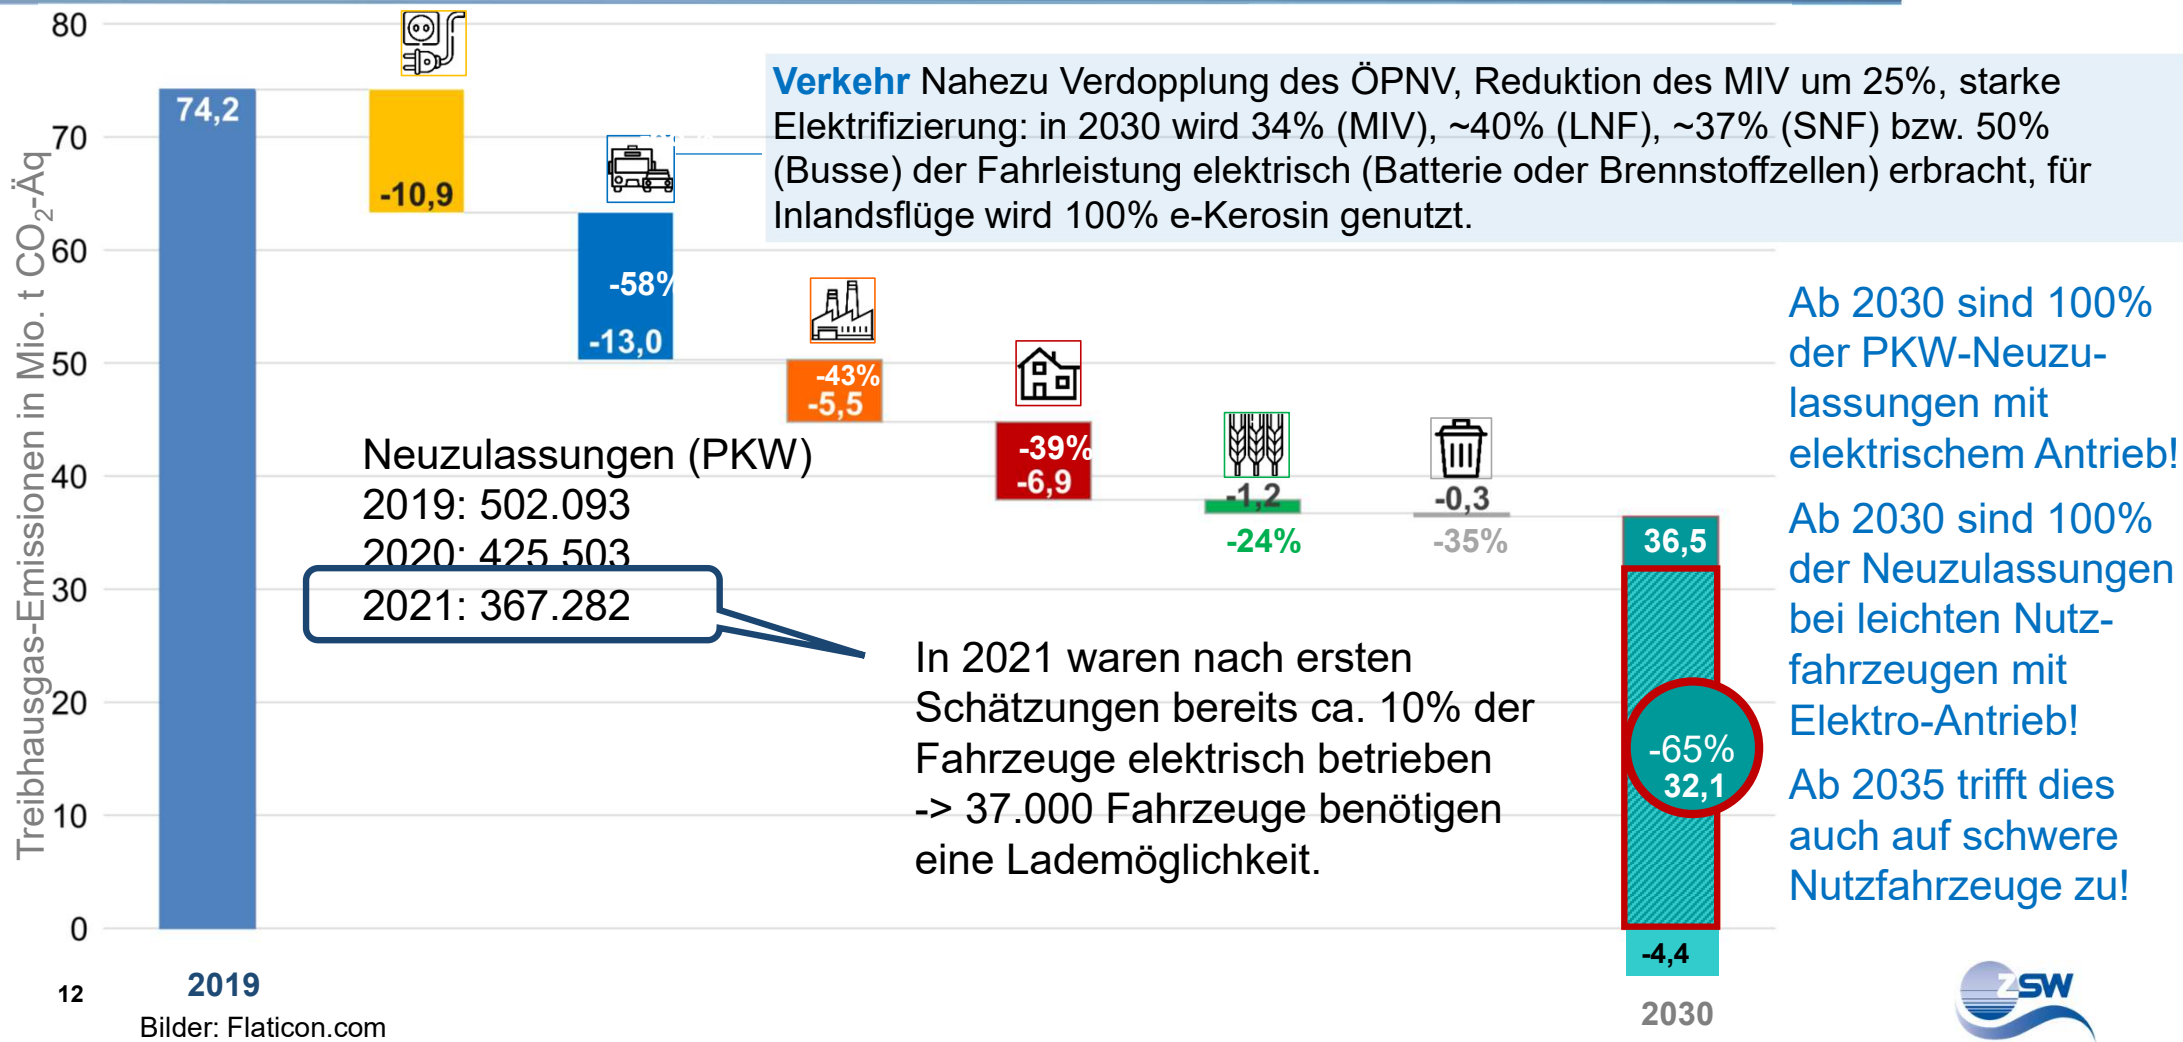 80
70
60
50
40
30
20
10
0
Treibhausgas-Emissionen in Mio. t CO₂-Äq
74,2
-10,9
-58%
-13,0
-43%
-5,5
-39%
-6,9
-1,2
-24%
-0,3
-35%
36,5
-65%
32,1
-4,4
2019
2030
Verkehr Nahezu Verdopplung des ÖPNV, Reduktion des MIV um 25%, starke
Elektrifizierung: in 2030 wird 34% (MIV), ~40% (LNF), ~37% (SNF) bzw. 50%
(Busse) der Fahrleistung elektrisch (Batterie oder Brennstoffzellen) erbracht, für
Inlandsflüge wird 100% e-Kerosin genutzt.
Neuzulassungen (PKW)
2019: 502.093
2020: 425.503
2021: 367.282
In 2021 waren nach ersten
Schätzungen bereits ca. 10% der
Fahrzeuge elektrisch betrieben
-> 37.000 Fahrzeuge benötigen
eine Lademöglichkeit.
Ab 2030 sind 100%
der PKW-Neuzu-
lassungen mit
elektrischem Antrieb!
Ab 2030 sind 100%
der Neuzulassungen
bei leichten Nutz-
fahrzeugen mit
Elektro-Antrieb!
Ab 2035 trifft dies
auch auf schwere
Nutzfahrzeuge zu!
12
Bilder: Flaticon.com
ZSW